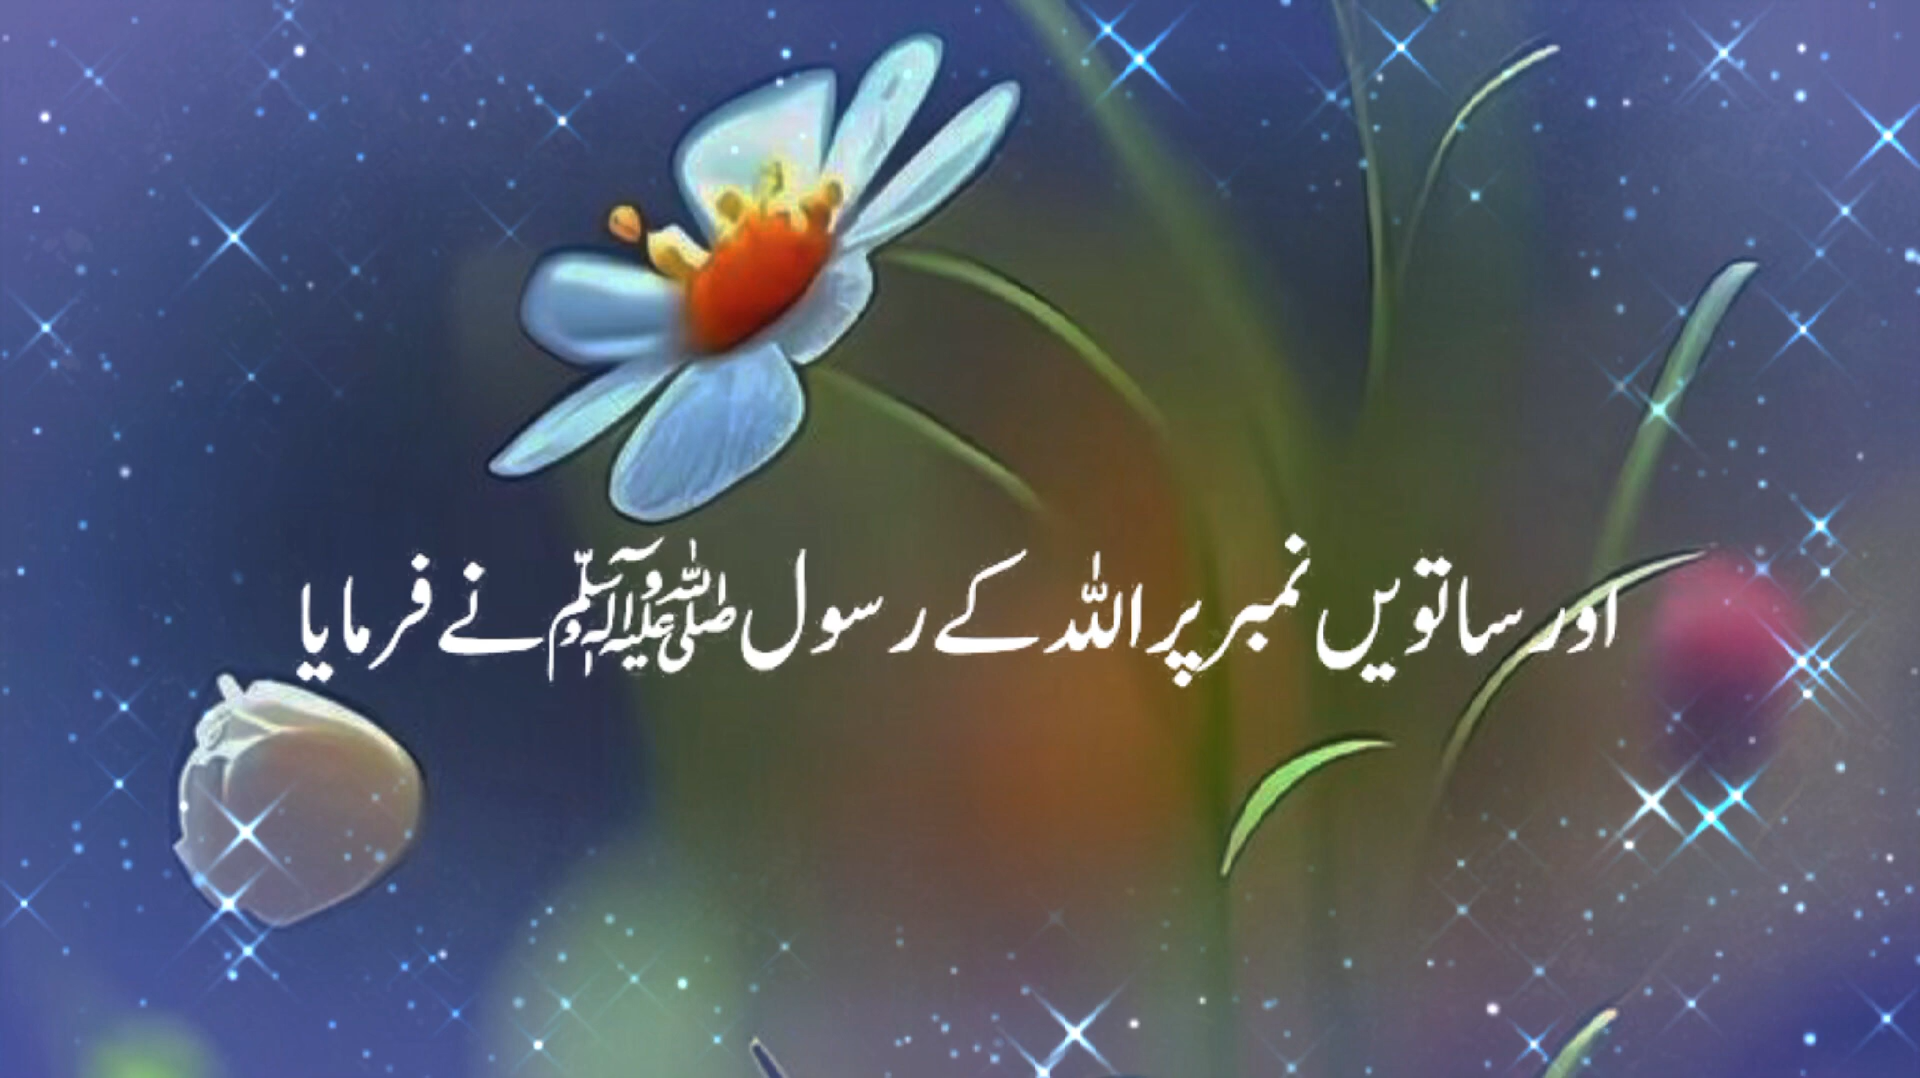 اور ساتویں نمبر پر اللہ کے رسول صلی اللہ علیہ وآلہ وسلم نے فرمایا